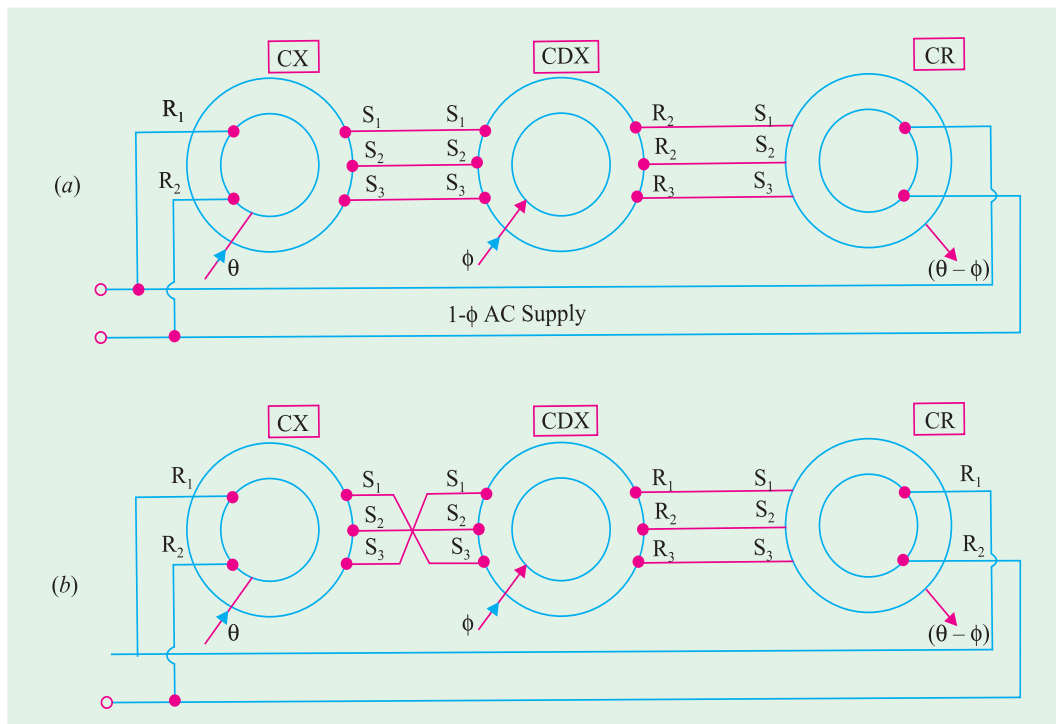 CX CDX CR
R₁ S₁ S₁ R₂ S₁
S₂ S₂ R₂ S₂
R₂ S₃ S₃ R₃ S₃
(a)
θ ϕ (θ – ϕ)
1-ϕ AC Supply
CX CDX CR
R₁ S₁ S₁ R₁ S₁ R₁
S₂ S₂ R₂ S₂
R₂ S₃ S₃ R₃ S₃ R₂
(b)
θ ϕ (θ – ϕ)